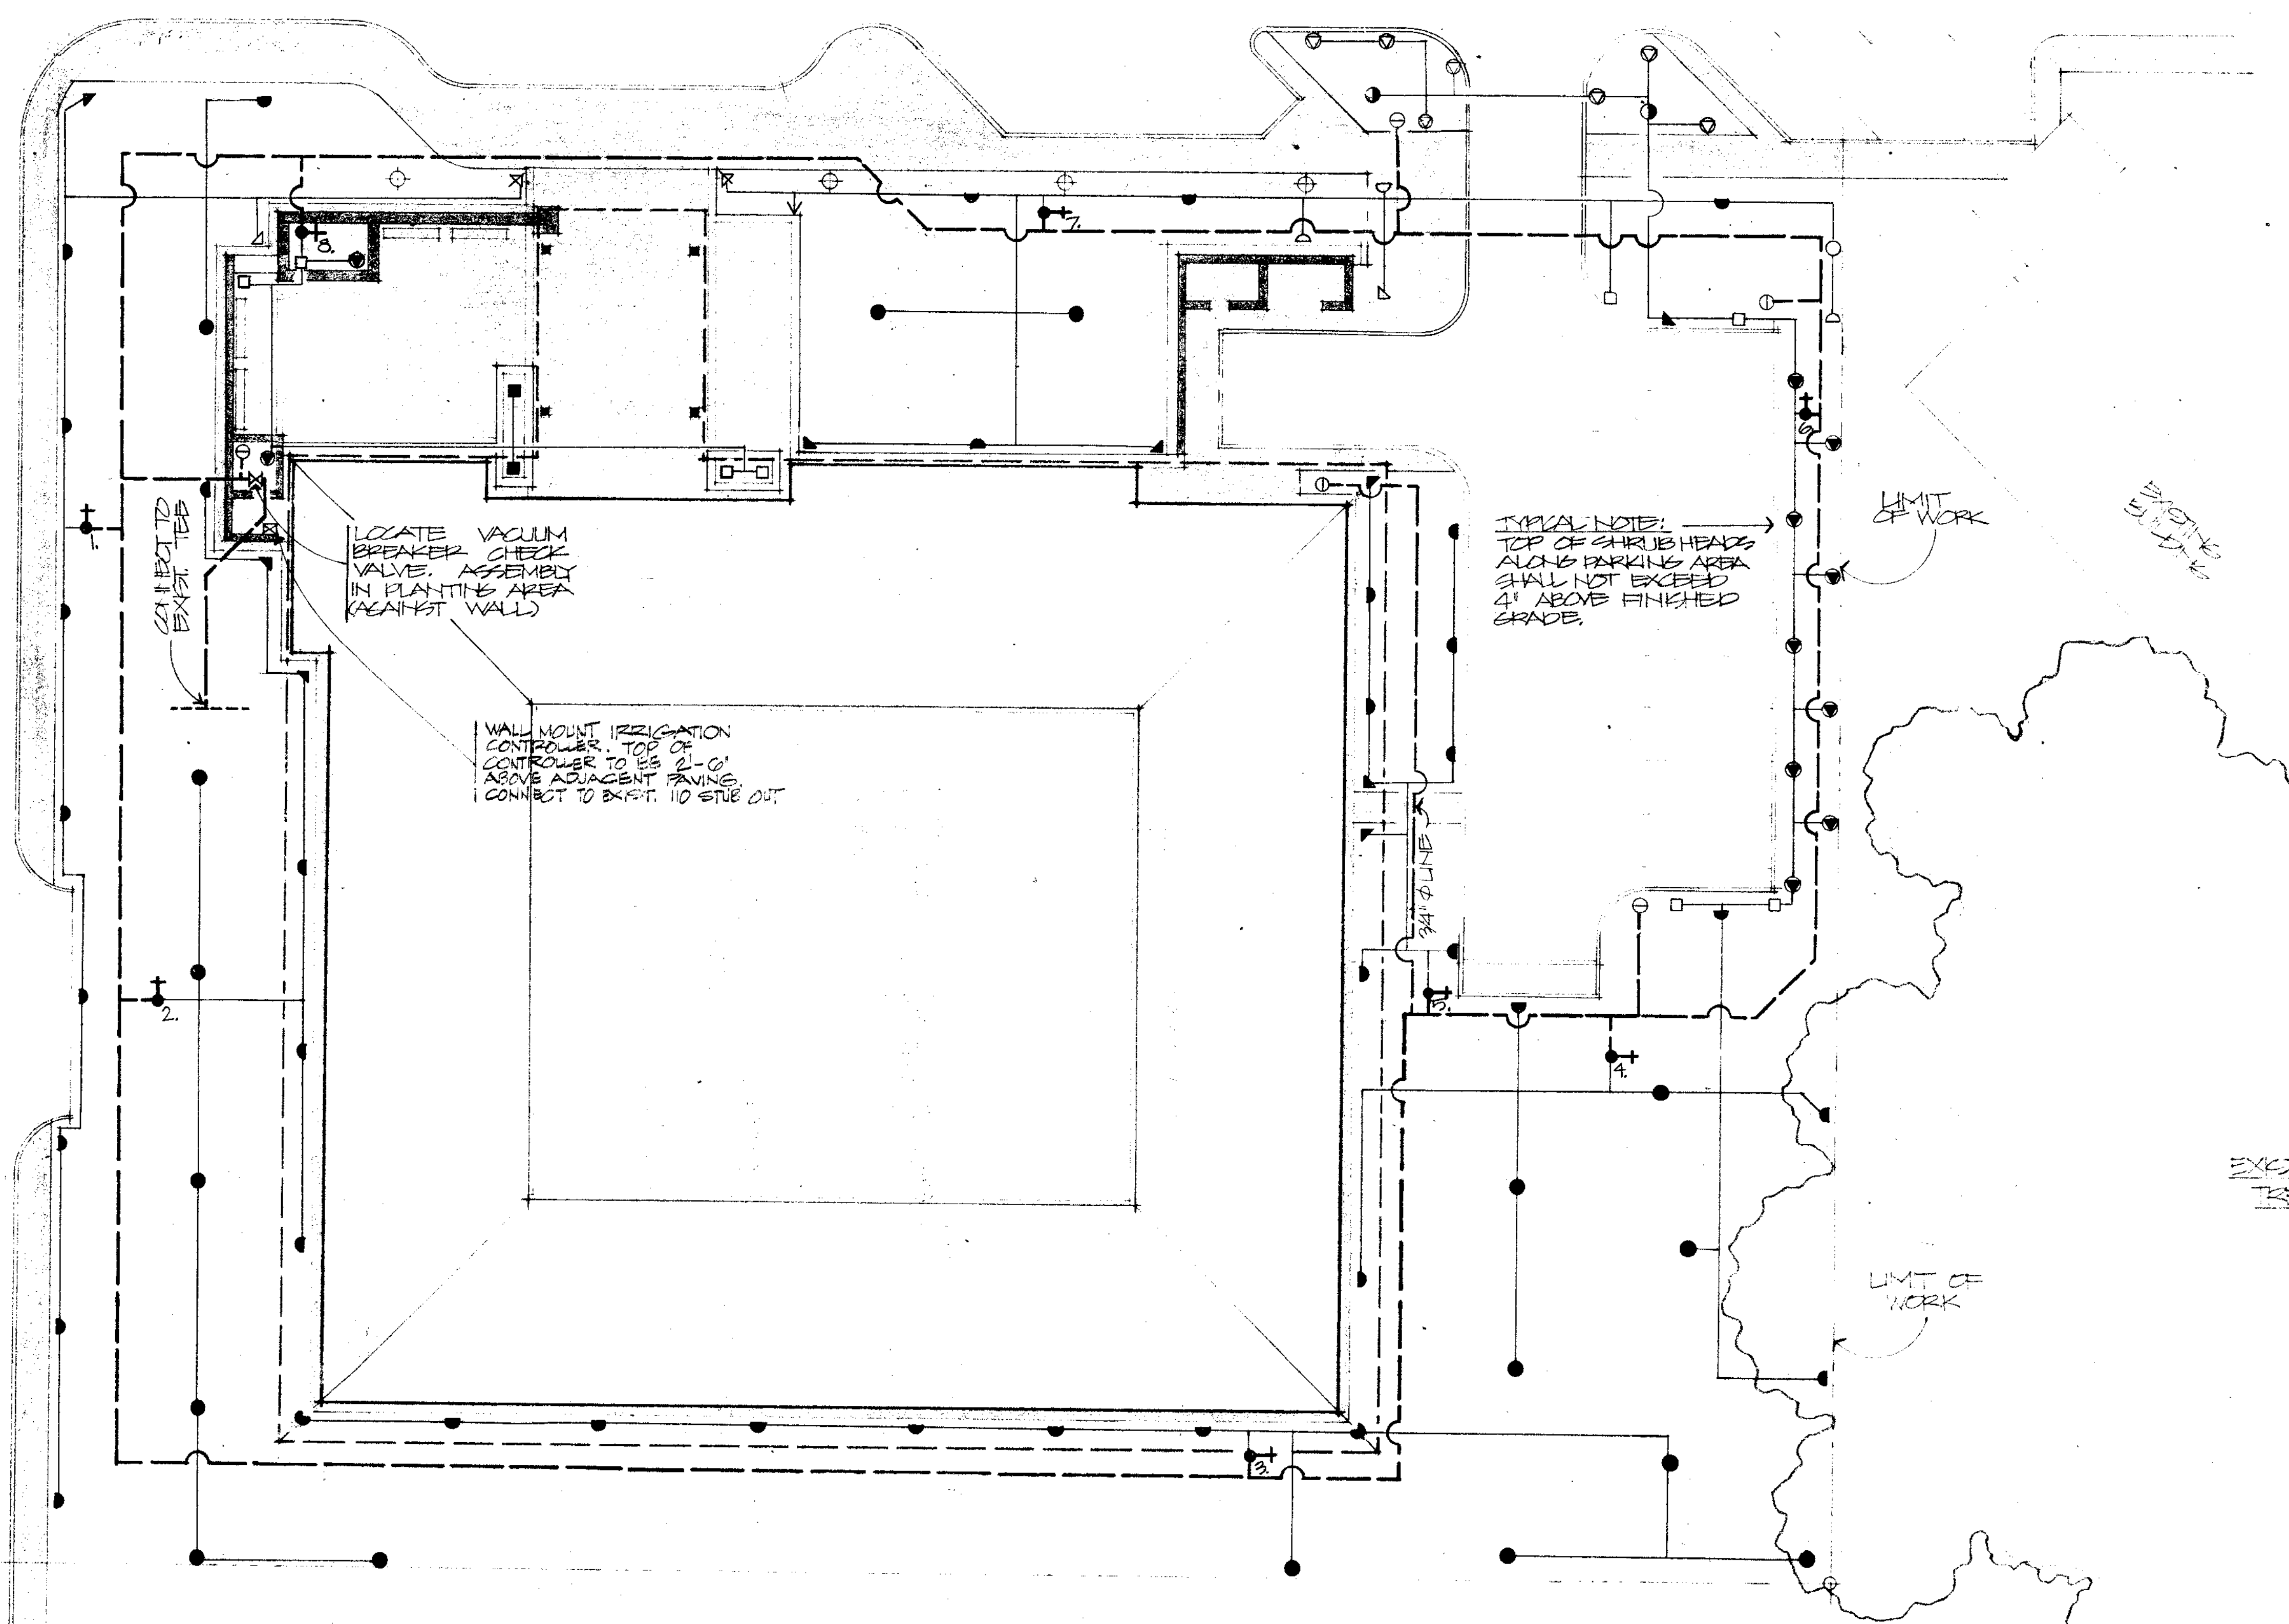 8.
7.
6.
CONNECT TO
EXIST. TEE
1.
LOCATE VACUUM
BREAKER CHECK
VALVE. ASSEMBLY
IN PLANTING AREA
(AGAINST WALL)
TYPICAL NOTE:
TOP OF SHRUB HEADS
ALONG PARKING AREA
SHALL NOT EXCEED
4" ABOVE FINISHED
GRADE.
LIMIT
OF WORK
EXISTING
BUILDING
WALL MOUNT IRRIGATION
CONTROLLER. TOP OF
CONTROLLER TO BE 2'-6"
ABOVE ADJACENT PAVING.
CONNECT TO EXIST. 110 STUB OUT
3/4" Φ LINE
2.
5.
4.
LIMIT OF
WORK
3.